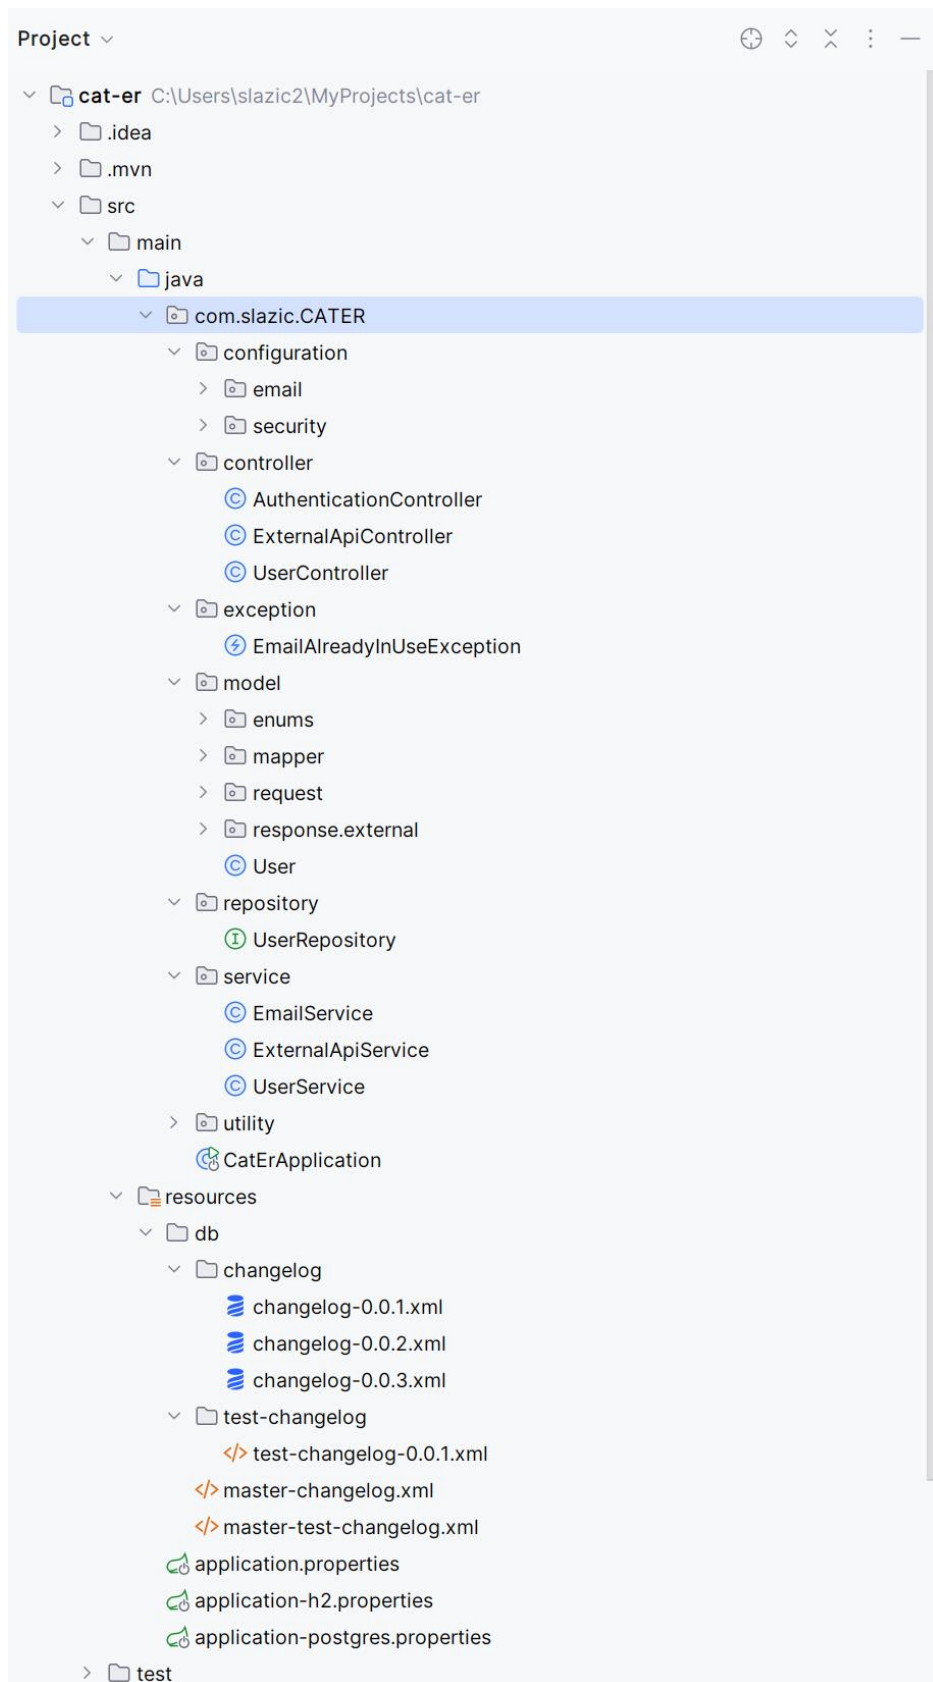 Project
cat-er C:\Users\slazic2\MyProjects\cat-er
.idea
.mvn
src
main
java
com.slazic.CATER
configuration
email
security
controller
AuthenticationController
ExternalApiController
UserController
exception
EmailAlreadyInUseException
model
enums
mapper
request
response.external
User
repository
UserRepository
service
EmailService
ExternalApiService
UserService
utility
CatErApplication
resources
db
changelog
changelog-0.0.1.xml
changelog-0.0.2.xml
changelog-0.0.3.xml
test-changelog
test-changelog-0.0.1.xml
master-changelog.xml
master-test-changelog.xml
application.properties
application-h2.properties
application-postgres.properties
test